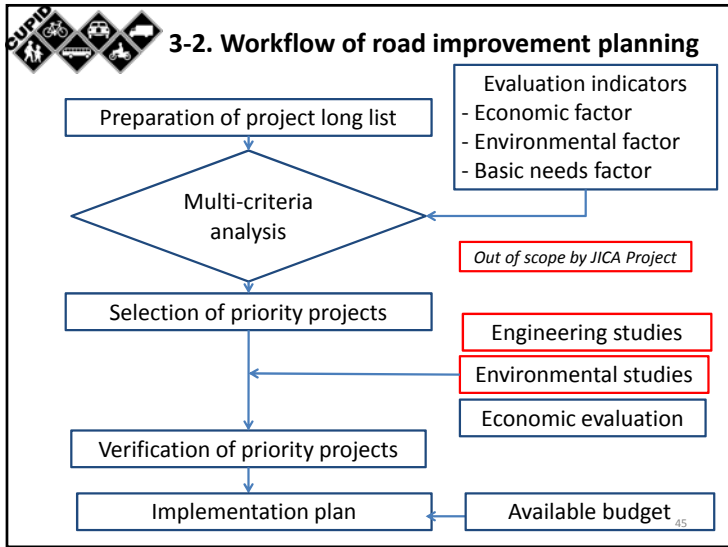 CUPID
3-2. Workflow of road improvement planning
Evaluation indicators
- Economic factor
- Environmental factor
- Basic needs factor
Preparation of project long list
Multi-criteria
analysis
Out of scope by JICA Project
Selection of priority projects
Engineering studies
Environmental studies
Economic evaluation
Verification of priority projects
Implementation plan
Available budget
45